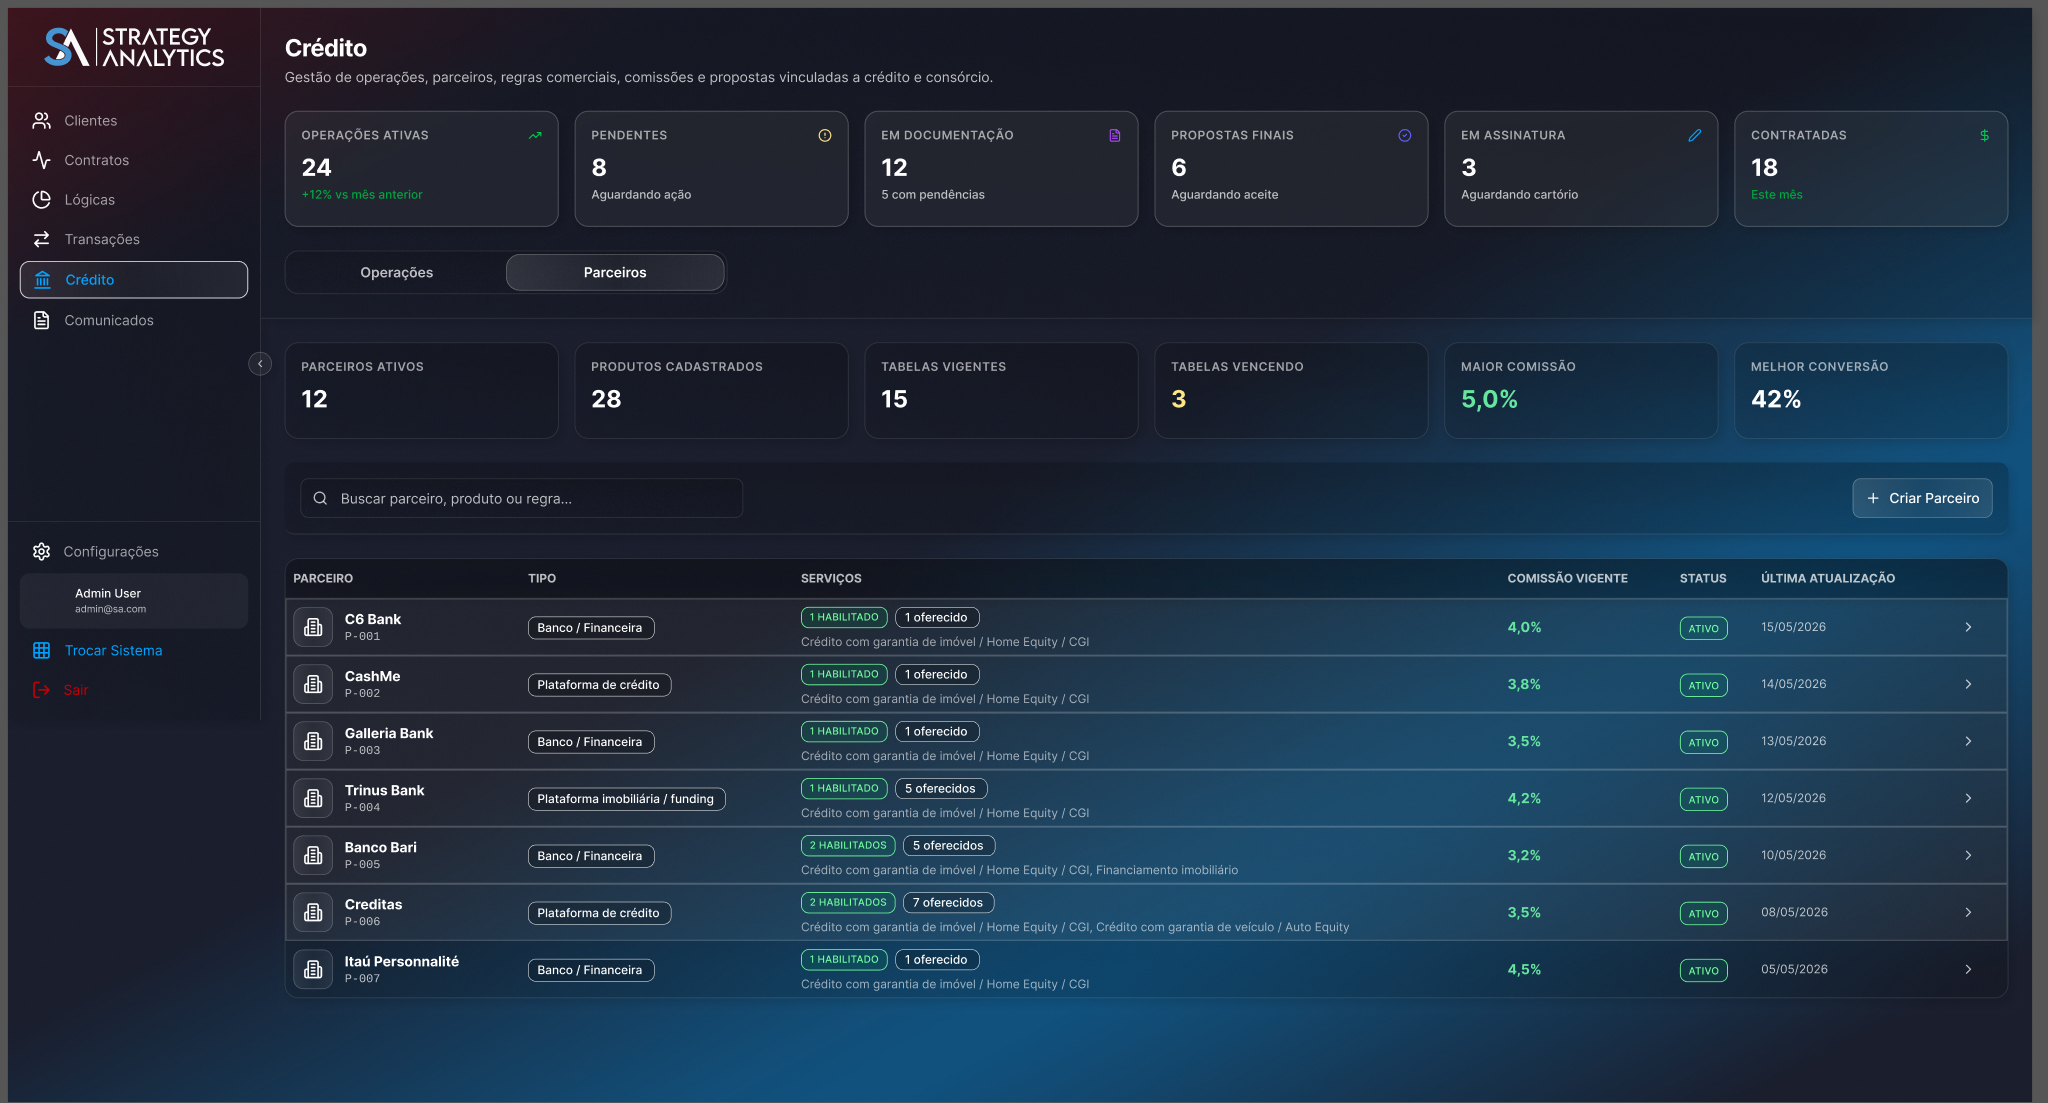 SA STRATEGY
ANALYTICS
Clientes
Contratos
Lógicas
Transações
Crédito
Comunicados
Configurações
Admin User
admin@sa.com
Trocar Sistema
Sair
Crédito
Gestão de operações, parceiros, regras comerciais, comissões e propostas vinculadas a crédito e consórcio.
OPERAÇÕES ATIVAS
24
+12% vs mês anterior
PENDENTES
8
Aguardando ação
EM DOCUMENTAÇÃO
12
5 com pendências
PROPOSTAS FINAIS
6
Aguardando aceite
EM ASSINATURA
3
Aguardando cartório
CONTRATADAS
$
18
Este mês
Operações
Parceiros
PARCEIROS ATIVOS
12
PRODUTOS CADASTRADOS
28
TABELAS VIGENTES
15
TABELAS VENCENDO
3
MAIOR COMISSÃO
5,0%
MELHOR CONVERSÃO
42%
Buscar parceiro, produto ou regra...
+ Criar Parceiro
PARCEIRO TIPO SERVIÇOS COMISSÃO VIGENTE STATUS ÚLTIMA ATUALIZAÇÃO
C6 Bank
P-001
Banco / Financeira
1 HABILITADO 1 oferecido
Crédito com garantia de imóvel / Home Equity / CGI
4,0%
ATIVO
15/05/2026
CashMe
P-002
Plataforma de crédito
1 HABILITADO 1 oferecido
Crédito com garantia de imóvel / Home Equity / CGI
3,8%
ATIVO
14/05/2026
Galleria Bank
P-003
Banco / Financeira
1 HABILITADO 1 oferecido
Crédito com garantia de imóvel / Home Equity / CGI
3,5%
ATIVO
13/05/2026
Trinus Bank
P-004
Plataforma imobiliária / funding
1 HABILITADO 5 oferecidos
Crédito com garantia de imóvel / Home Equity / CGI
4,2%
ATIVO
12/05/2026
Banco Bari
P-005
Banco / Financeira
2 HABILITADOS 5 oferecidos
Crédito com garantia de imóvel / Home Equity / CGI, Financiamento imobiliário
3,2%
ATIVO
10/05/2026
Creditas
P-006
Plataforma de crédito
2 HABILITADOS 7 oferecidos
Crédito com garantia de imóvel / Home Equity / CGI, Crédito com garantia de veículo / Auto Equity
3,5%
ATIVO
08/05/2026
Itaú Personnalité
P-007
Banco / Financeira
1 HABILITADO 1 oferecido
Crédito com garantia de imóvel / Home Equity / CGI
4,5%
ATIVO
05/05/2026